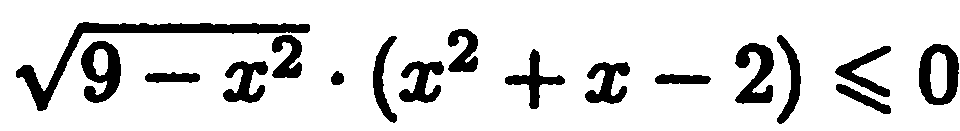 √(9 − x²) · (x² + x − 2) ⩽ 0